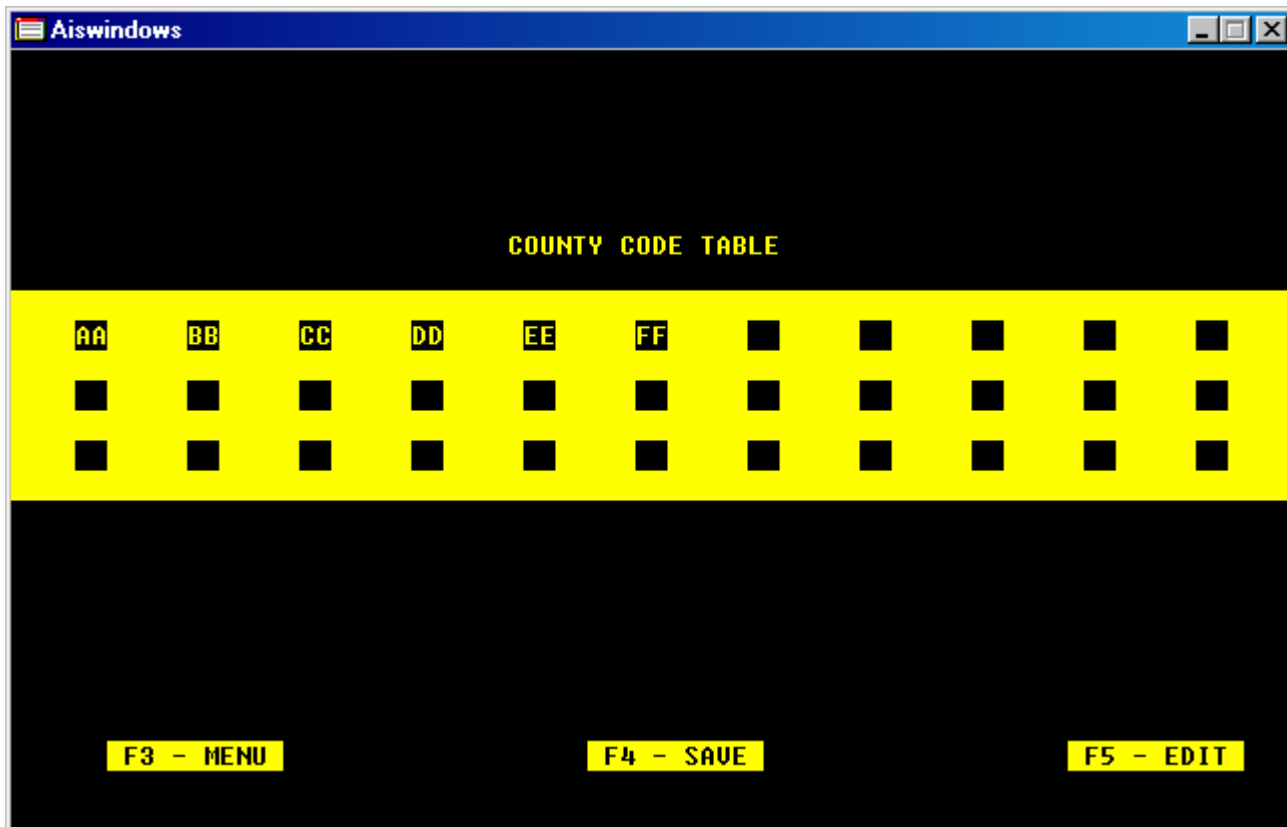 Aiswindows
COUNTY CODE TABLE
AA BB CC DD EE FF
F3 - MENU F4 - SAVE F5 - EDIT